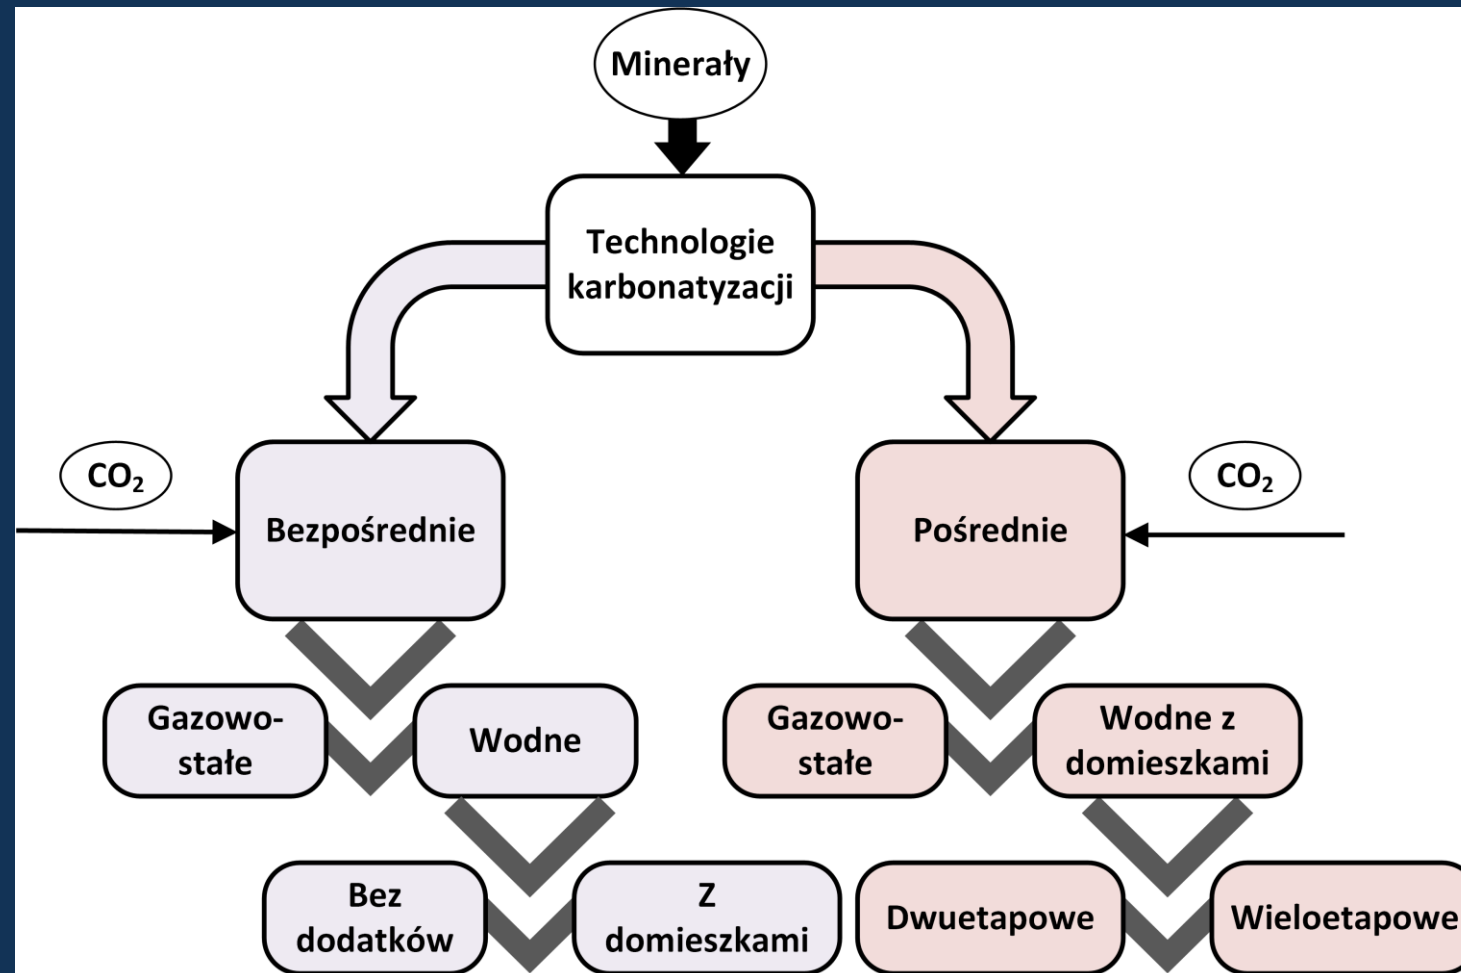 Minerały
Technologie
karbonatyzacji
CO₂
CO₂
Bezpośrednie
Pośrednie
Gazowo-
stałe
Wodne
Gazowo-
stałe
Wodne z
domieszkami
Bez
dodatków
Z
domieszkami
Dwuetapowe
Wieloetapowe